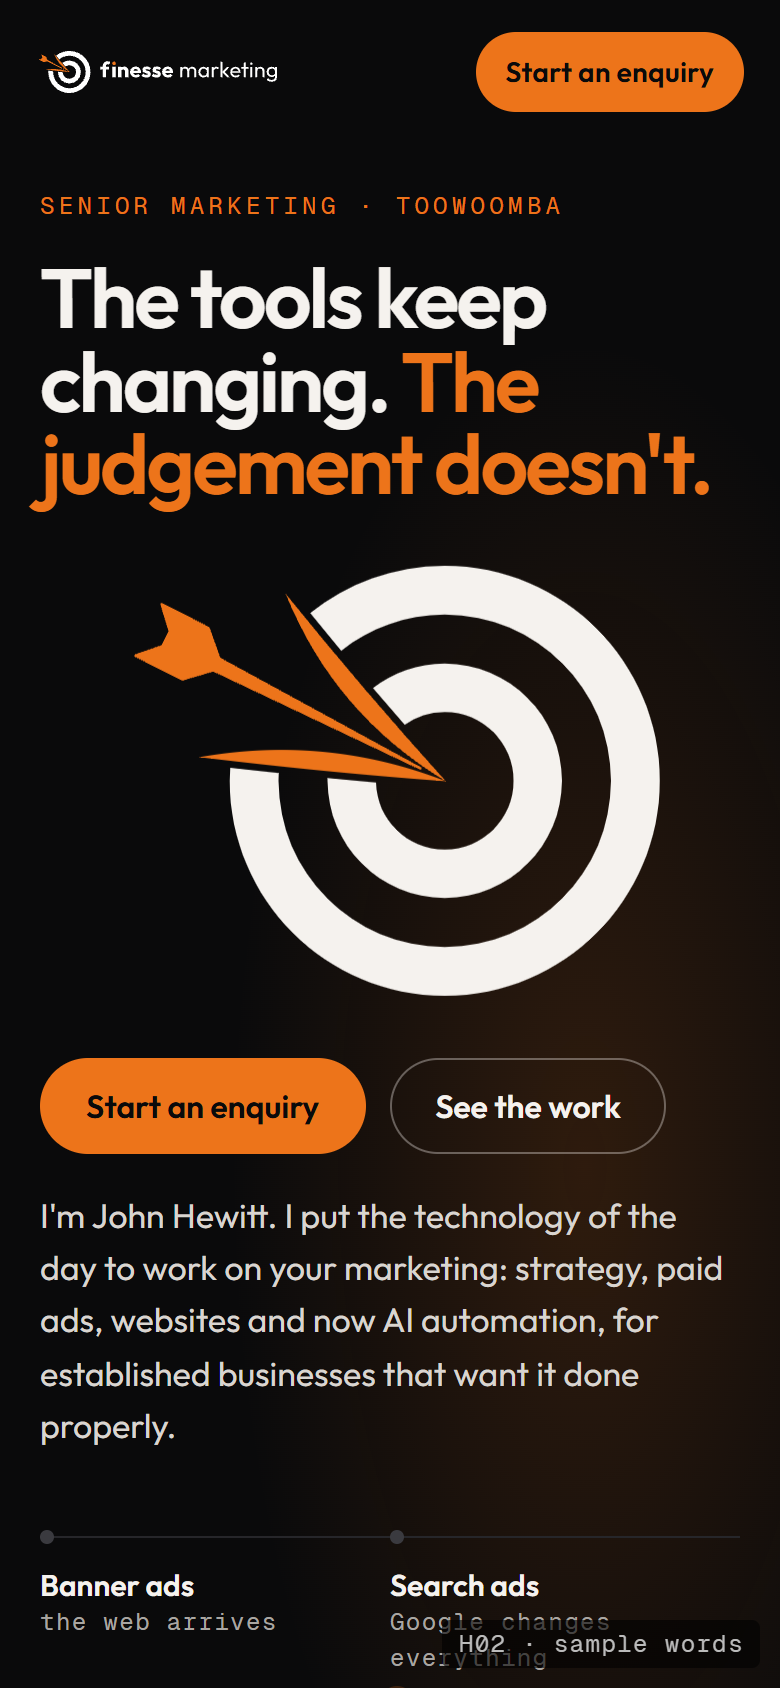 finesse marketing
Start an enquiry
SENIOR MARKETING · TOOWOOMBA
The tools keep
changing. The
judgement doesn't.
Start an enquiry
See the work
I'm John Hewitt. I put the technology of the
day to work on your marketing: strategy, paid
ads, websites and now AI automation, for
established businesses that want it done
properly.
Banner ads
the web arrives
Search ads
Google changes
everything
H02 · sample words